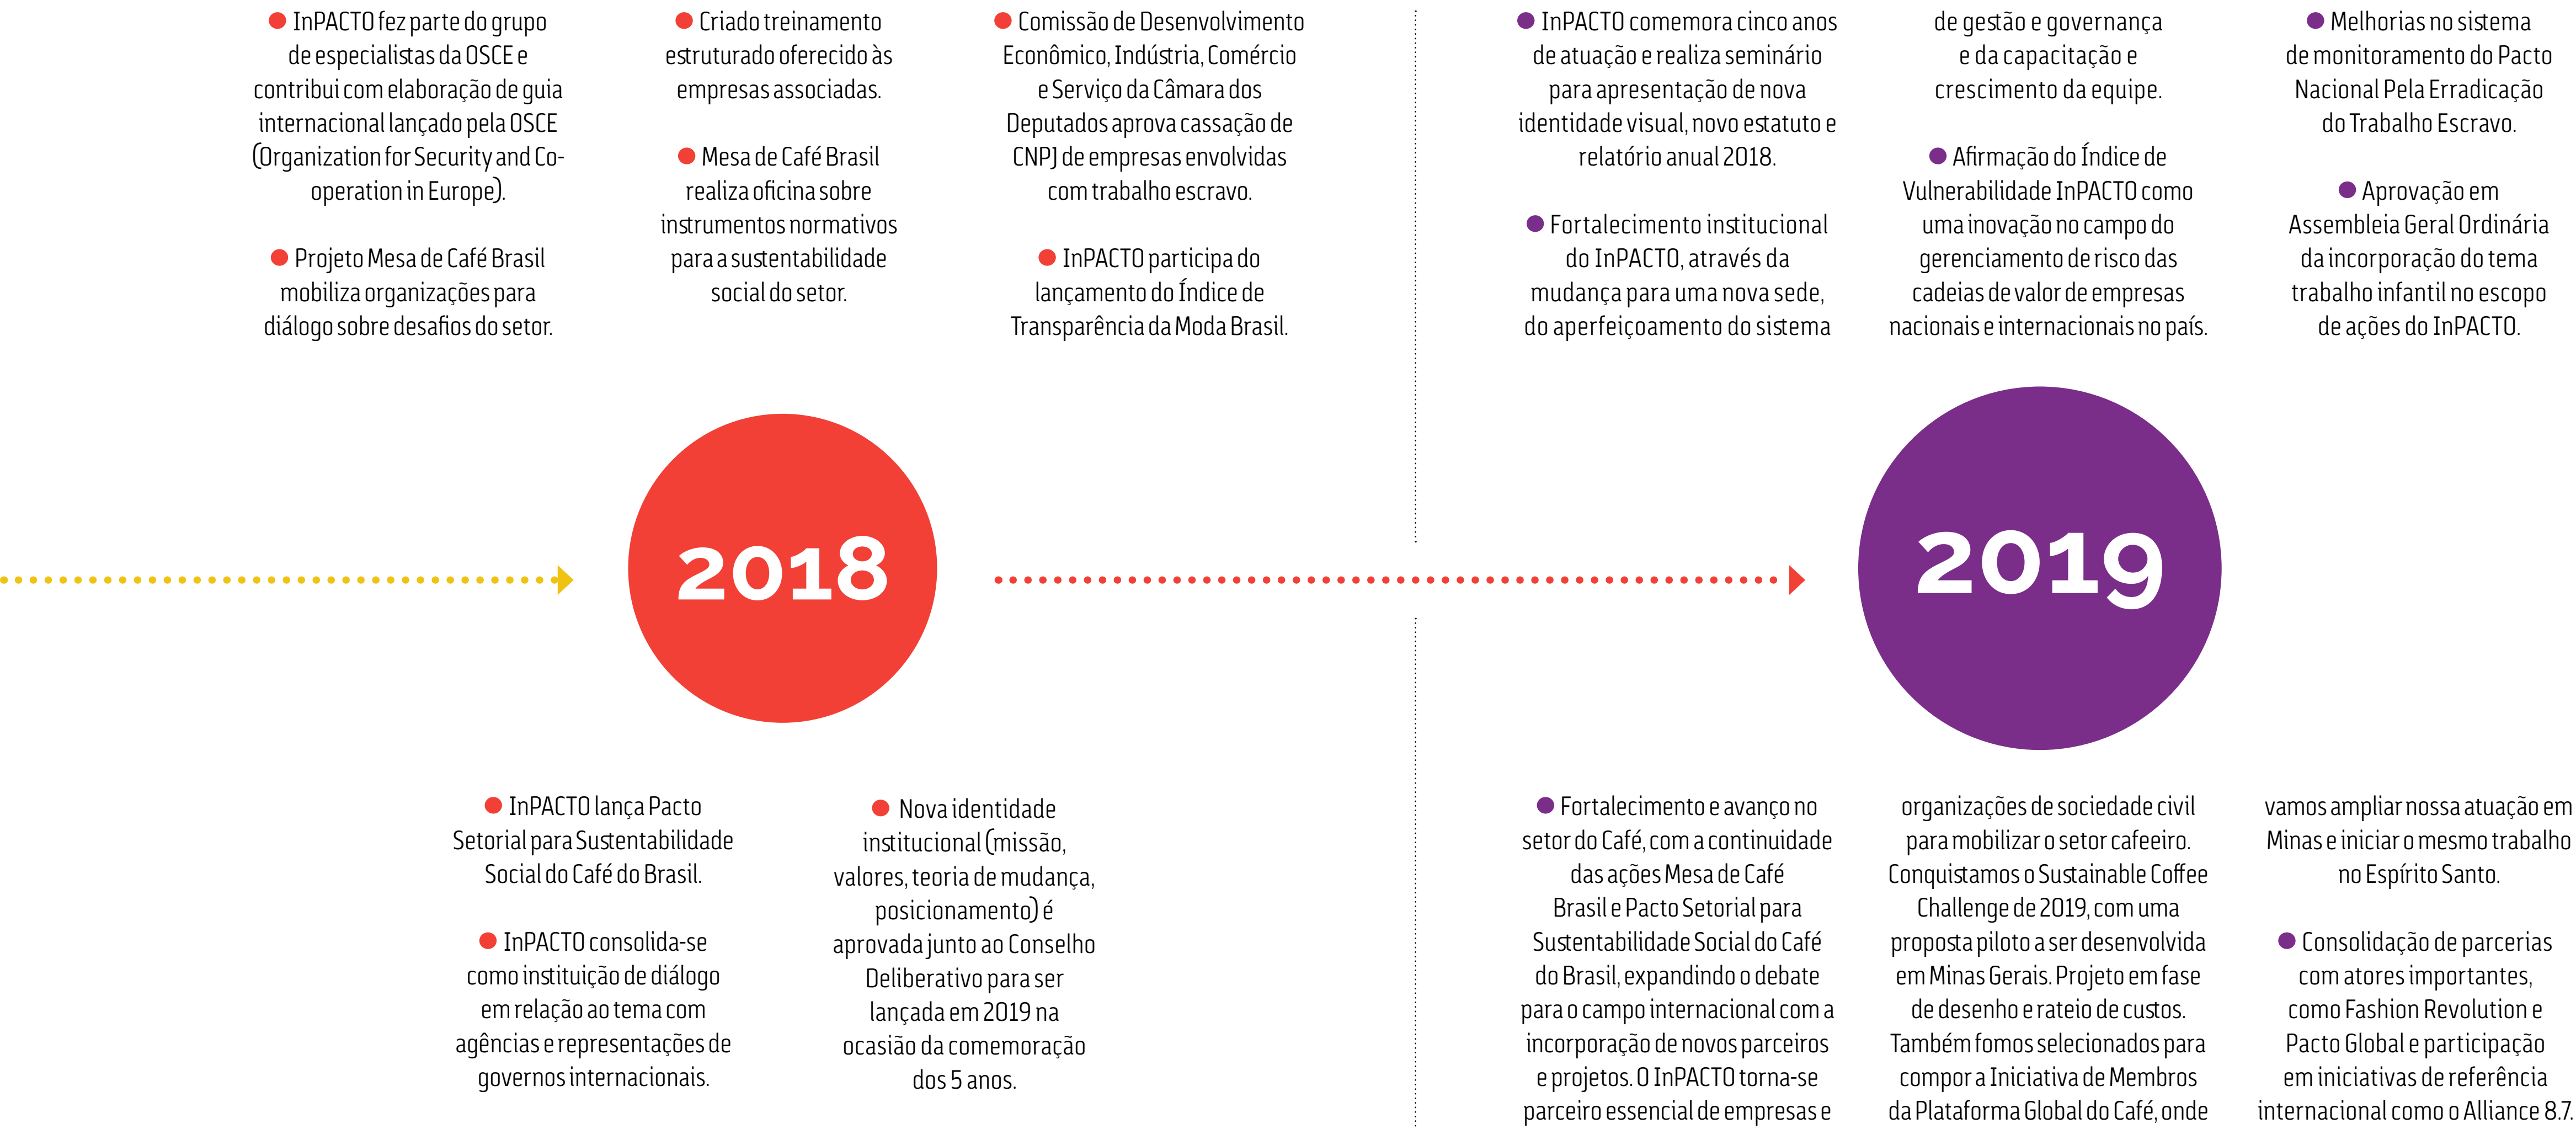 ● InPACTO fez parte do grupo
de especialistas da OSCE e
contribui com elaboração de guia
internacional lançado pela OSCE
(Organization for Security and Co-
operation in Europe).
● Projeto Mesa de Café Brasil
mobiliza organizações para
diálogo sobre desafios do setor.
● Criado treinamento
estruturado oferecido às
empresas associadas.
● Mesa de Café Brasil
realiza oficina sobre
instrumentos normativos
para a sustentabilidade
social do setor.
● Comissão de Desenvolvimento
Econômico, Indústria, Comércio
e Serviço da Câmara dos
Deputados aprova cassação de
CNPJ de empresas envolvidas
com trabalho escravo.
● InPACTO participa do
lançamento do Índice de
Transparência da Moda Brasil.
2018
● InPACTO lança Pacto
Setorial para Sustentabilidade
Social do Café do Brasil.
● InPACTO consolida-se
como instituição de diálogo
em relação ao tema com
agências e representações de
governos internacionais.
● Nova identidade
institucional (missão,
valores, teoria de mudança,
posicionamento) é
aprovada junto ao Conselho
Deliberativo para ser
lançada em 2019 na
ocasião da comemoração
dos 5 anos.
● InPACTO comemora cinco anos
de atuação e realiza seminário
para apresentação de nova
identidade visual, novo estatuto e
relatório anual 2018.
● Fortalecimento institucional
do InPACTO, através da
mudança para uma nova sede,
do aperfeiçoamento do sistema
de gestão e governança
e da capacitação e
crescimento da equipe.
● Afirmação do Índice de
Vulnerabilidade InPACTO como
uma inovação no campo do
gerenciamento de risco das
cadeias de valor de empresas
nacionais e internacionais no país.
● Melhorias no sistema
de monitoramento do Pacto
Nacional Pela Erradicação
do Trabalho Escravo.
● Aprovação em
Assembleia Geral Ordinária
da incorporação do tema
trabalho infantil no escopo
de ações do InPACTO.
2019
● Fortalecimento e avanço no
setor do Café, com a continuidade
das ações Mesa de Café
Brasil e Pacto Setorial para
Sustentabilidade Social do Café
do Brasil, expandindo o debate
para o campo internacional com a
incorporação de novos parceiros
e projetos. O InPACTO torna-se
parceiro essencial de empresas e
organizações de sociedade civil
para mobilizar o setor cafeeiro.
Conquistamos o Sustainable Coffee
Challenge de 2019, com uma
proposta piloto a ser desenvolvida
em Minas Gerais. Projeto em fase
de desenho e rateio de custos.
Também fomos selecionados para
compor a Iniciativa de Membros
da Plataforma Global do Café, onde
vamos ampliar nossa atuação em
Minas e iniciar o mesmo trabalho
no Espírito Santo.
● Consolidação de parcerias
com atores importantes,
como Fashion Revolution e
Pacto Global e participação
em iniciativas de referência
internacional como o Alliance 8.7.